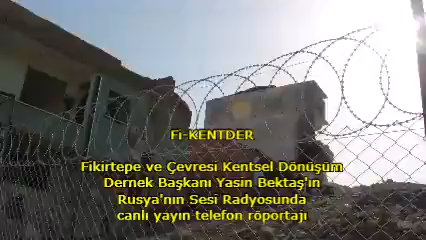 Fi-KENTDER
Fikirtepe ve Çevresi Kentsel Dönüşüm
Dernek Başkanı Yasin Bektaş'ın
Rusya'nın Sesi Radyosunda
canlı yayın telefon röportajı